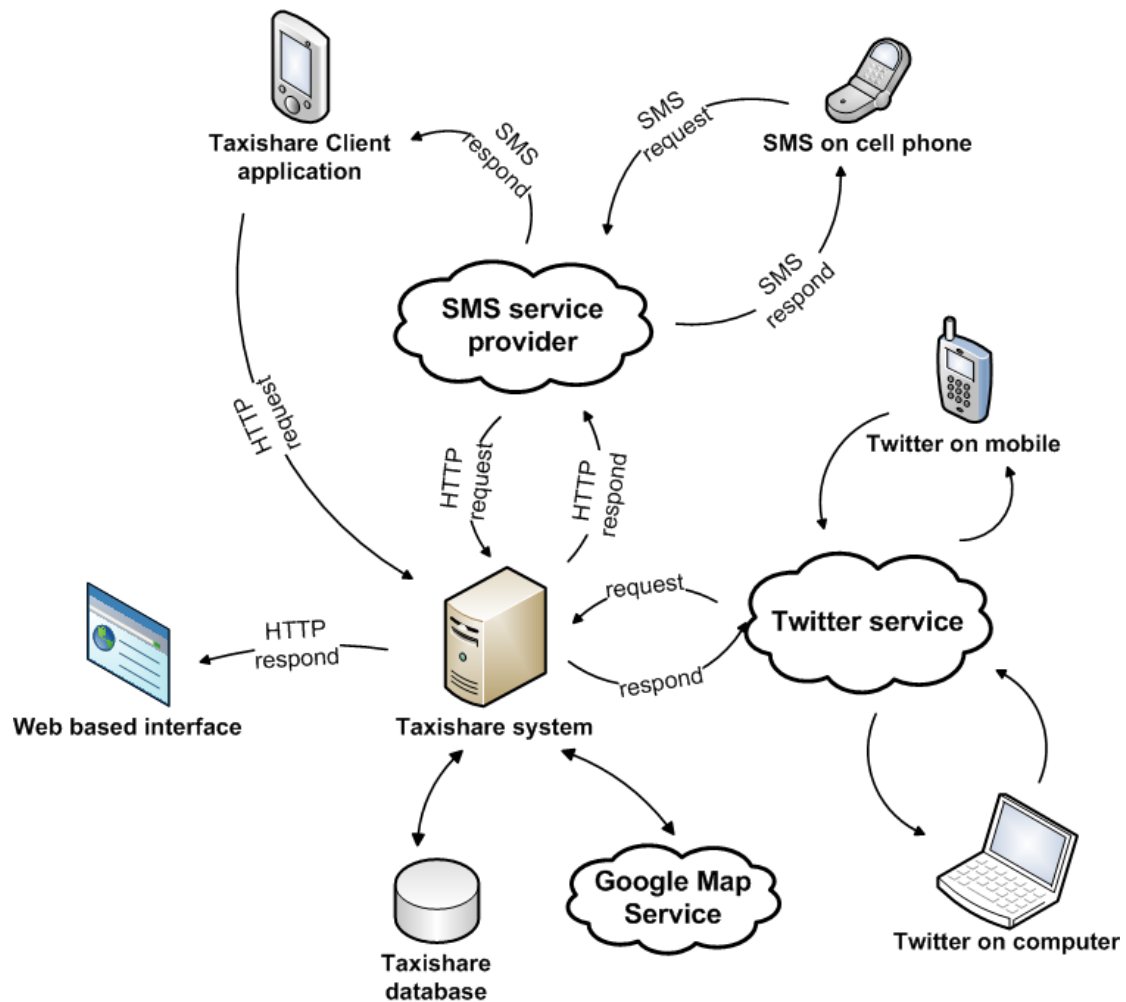 Taxishare Client
application
SMS
respond
SMS
request
SMS on cell phone
SMS service
provider
SMS
respond
HTTP
request
HTTP
request
HTTP
respond
Twitter on mobile
request
Twitter service
HTTP
respond
respond
Web based interface
Taxishare system
Google Map
Service
Taxishare
database
Twitter on computer